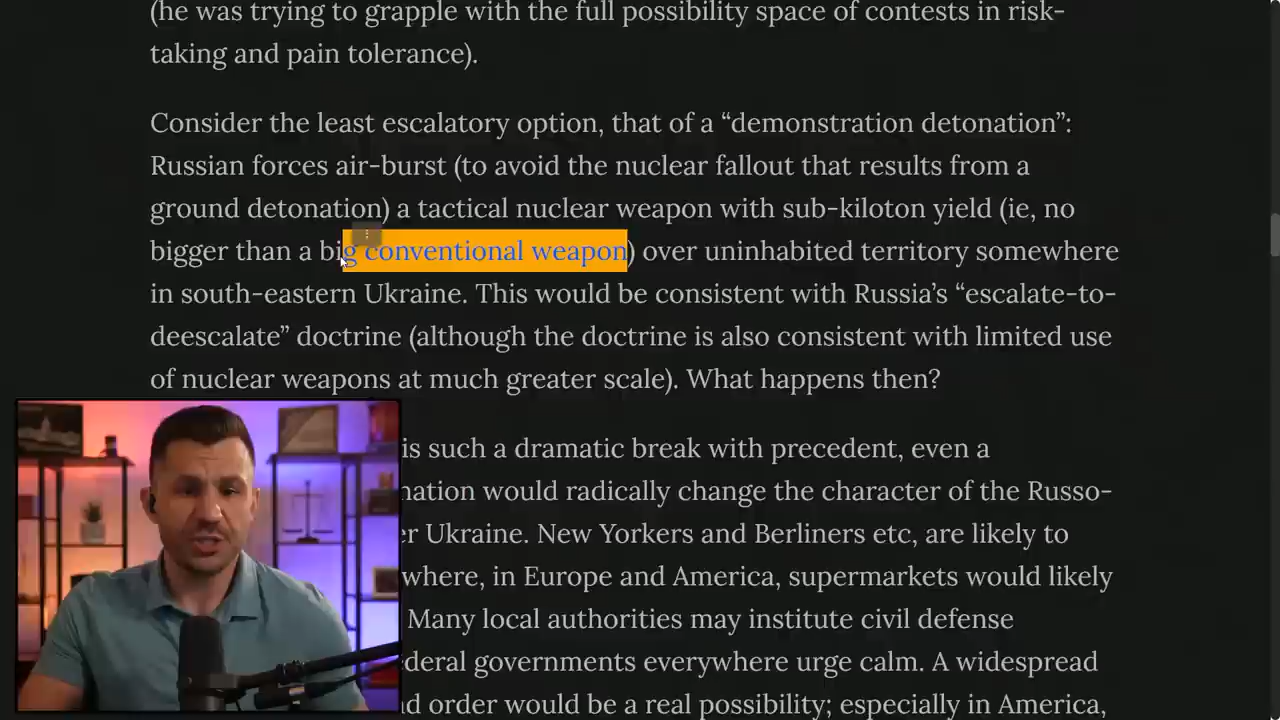 (he was trying to grapple with the full possibility space of contests in risk-
taking and pain tolerance).
Consider the least escalatory option, that of a “demonstration detonation”:
Russian forces air-burst (to avoid the nuclear fallout that results from a
ground detonation) a tactical nuclear weapon with sub-kiloton yield (ie, no
bigger than a big conventional weapon) over uninhabited territory somewhere
in south-eastern Ukraine. This would be consistent with Russia’s “escalate-to-
deescalate” doctrine (although the doctrine is also consistent with limited use
of nuclear weapons at much greater scale). What happens then?
is such a dramatic break with precedent, even a
nation would radically change the character of the Russo-
er Ukraine. New Yorkers and Berliners etc, are likely to
where, in Europe and America, supermarkets would likely
Many local authorities may institute civil defense
deral governments everywhere urge calm. A widespread
d order would be a real possibility; especially in America,